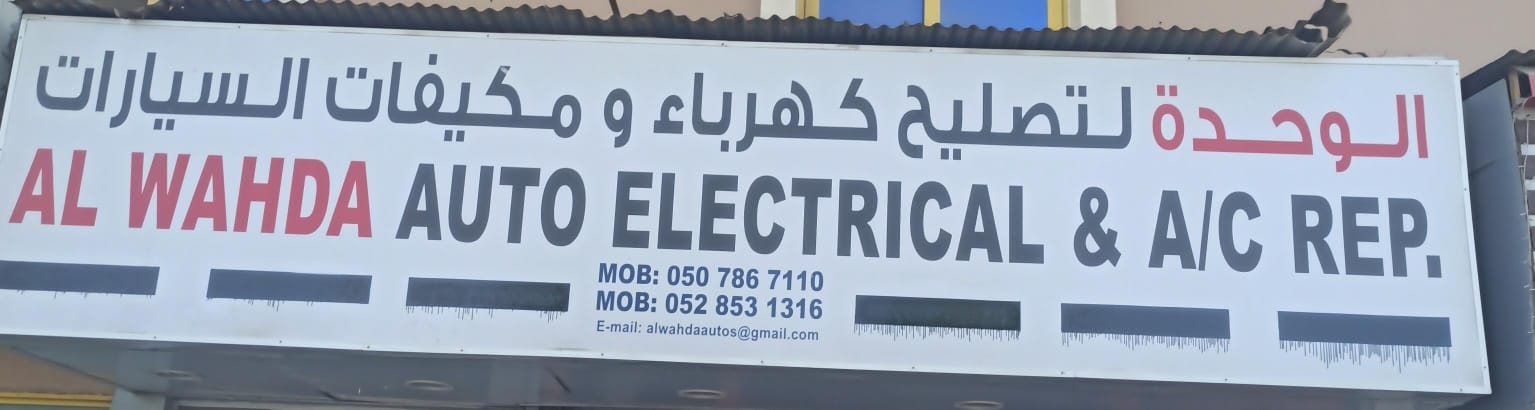 الوحدة لتصليح كهرباء و مكيفات السيارات
AL WAHDA AUTO ELECTRICAL & A/C REP.
MOB: 050 786 7110
MOB: 052 853 1316
E-mail: alwahdaautos@gmail.com